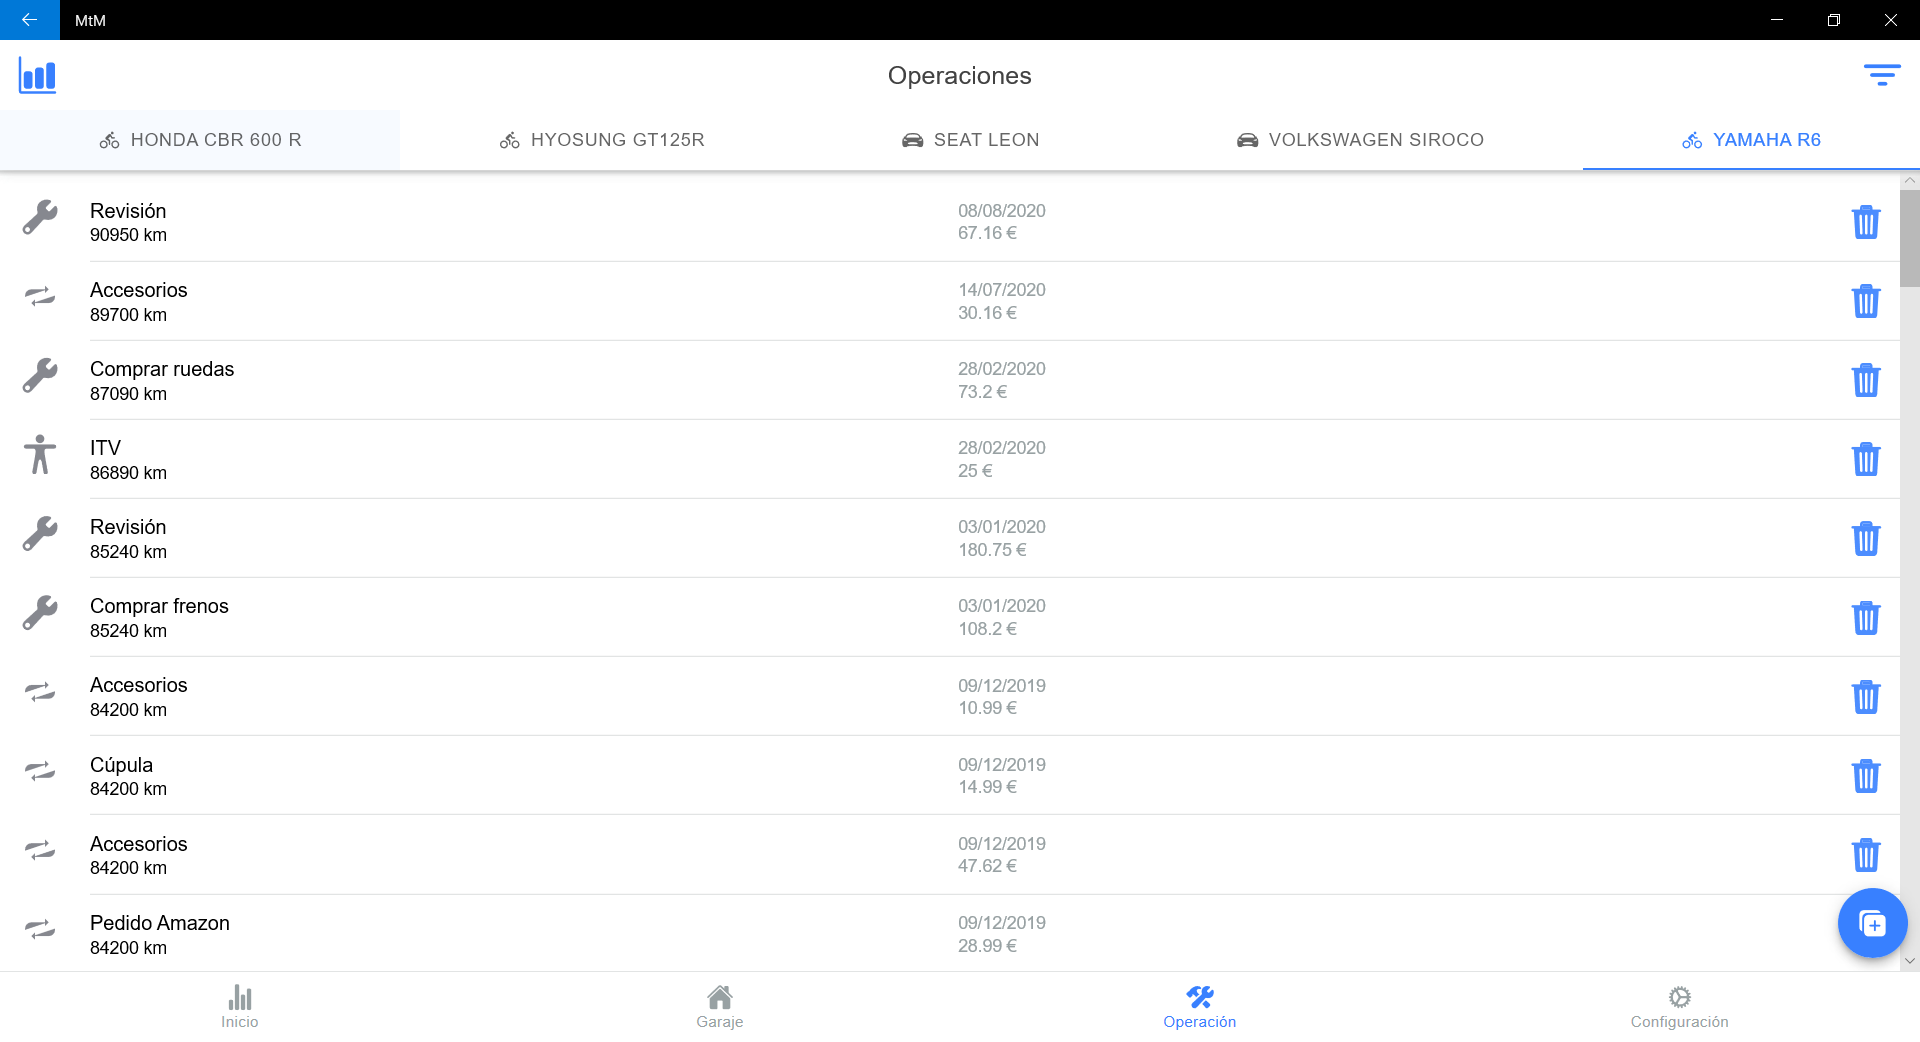 MtM
Operaciones
HONDA CBR 600 R
HYOSUNG GT125R
SEAT LEON
VOLKSWAGEN SIROCO
YAMAHA R6
Revisión
90950 km
08/08/2020
67.16 €
Accesorios
89700 km
14/07/2020
30.16 €
Comprar ruedas
87090 km
28/02/2020
73.2 €
ITV
86890 km
28/02/2020
25 €
Revisión
85240 km
03/01/2020
180.75 €
Comprar frenos
85240 km
03/01/2020
108.2 €
Accesorios
84200 km
09/12/2019
10.99 €
Cúpula
84200 km
09/12/2019
14.99 €
Accesorios
84200 km
09/12/2019
47.62 €
Pedido Amazon
84200 km
09/12/2019
28.99 €
Inicio
Garaje
Operación
Configuración